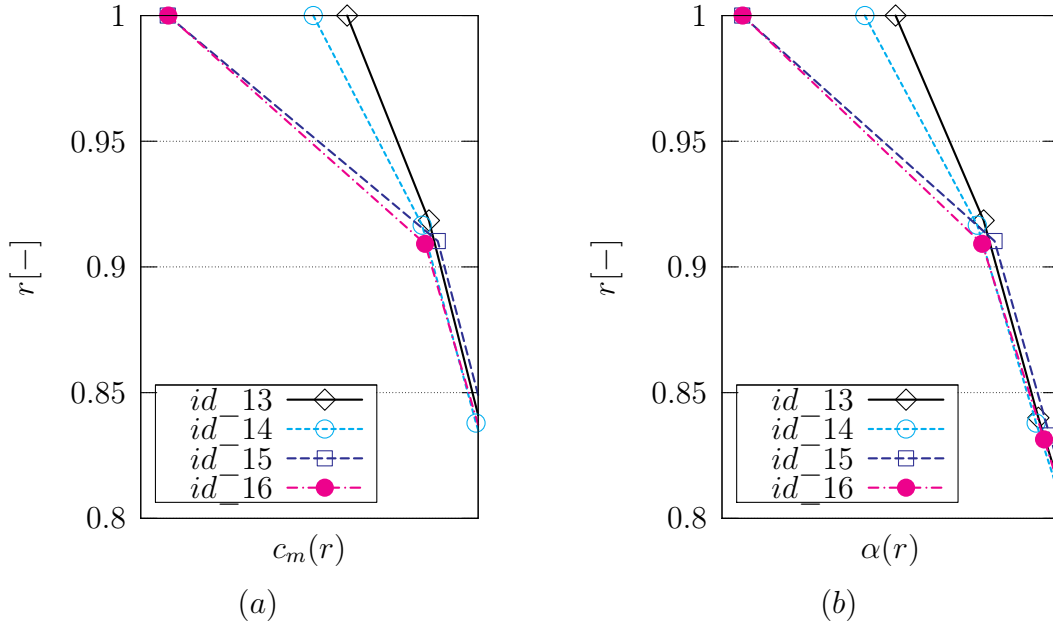 1
0.95
0.9
0.85
0.8
r[−]
id_13
id_14
id_15
id_16
c_m(r)
(a)
1
0.95
0.9
0.85
0.8
r[−]
id_13
id_14
id_15
id_16
α(r)
(b)